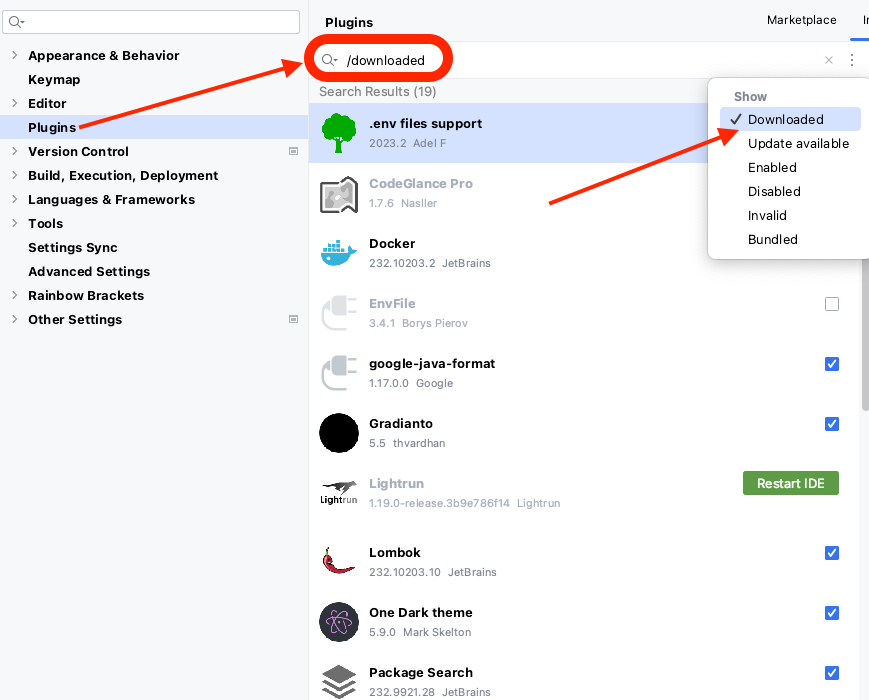 Plugins
Marketplace
/downloaded
Appearance & Behavior
Keymap
Editor
Plugins
Version Control
Build, Execution, Deployment
Languages & Frameworks
Tools
Settings Sync
Advanced Settings
Rainbow Brackets
Other Settings
Search Results (19)
.env files support
2023.2 Adel F
CodeGlance Pro
1.7.6 Nasller
Docker
232.10203.2 JetBrains
EnvFile
3.4.1 Borys Pierov
google-java-format
1.17.0.0 Google
Gradianto
5.5 thvardhan
Lightrun
Lightrun
1.19.0-release.3b9e786f14 Lightrun
Restart IDE
Lombok
232.10203.10 JetBrains
One Dark theme
5.9.0 Mark Skelton
Package Search
232.9921.28 JetBrains
Show
Downloaded
Update available
Enabled
Disabled
Invalid
Bundled